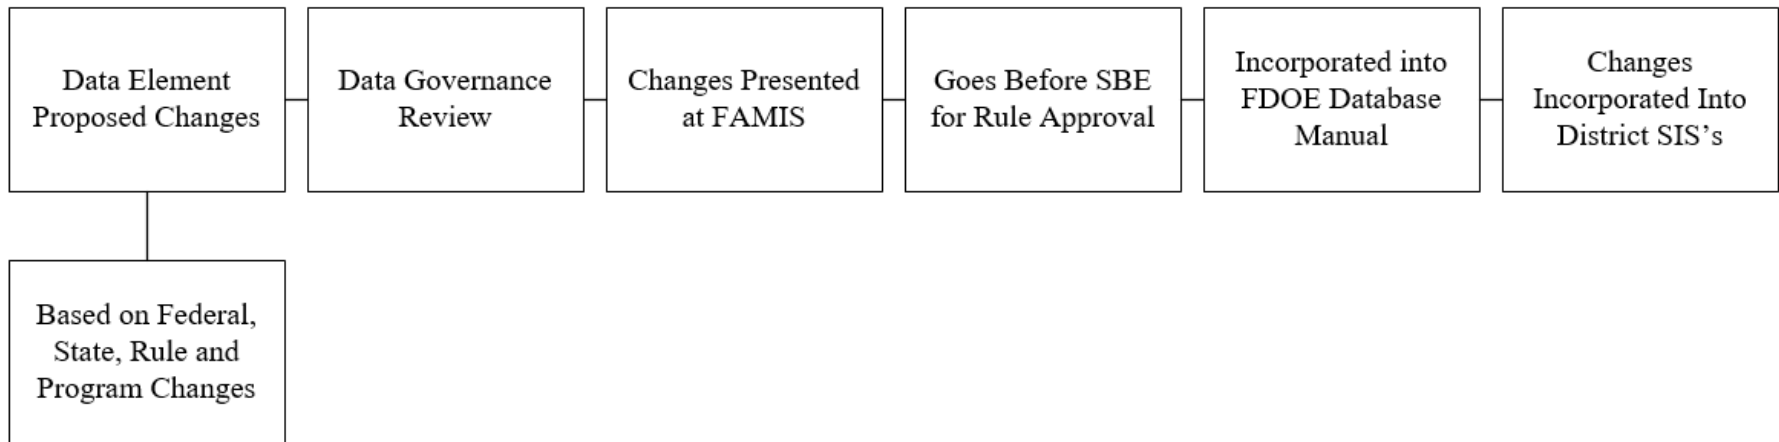 Data Element
Proposed Changes
Data Governance
Review
Changes Presented
at FAMIS
Goes Before SBE
for Rule Approval
Incorporated into
FDOE Database
Manual
Changes
Incorporated Into
District SIS’s
Based on Federal,
State, Rule and
Program Changes